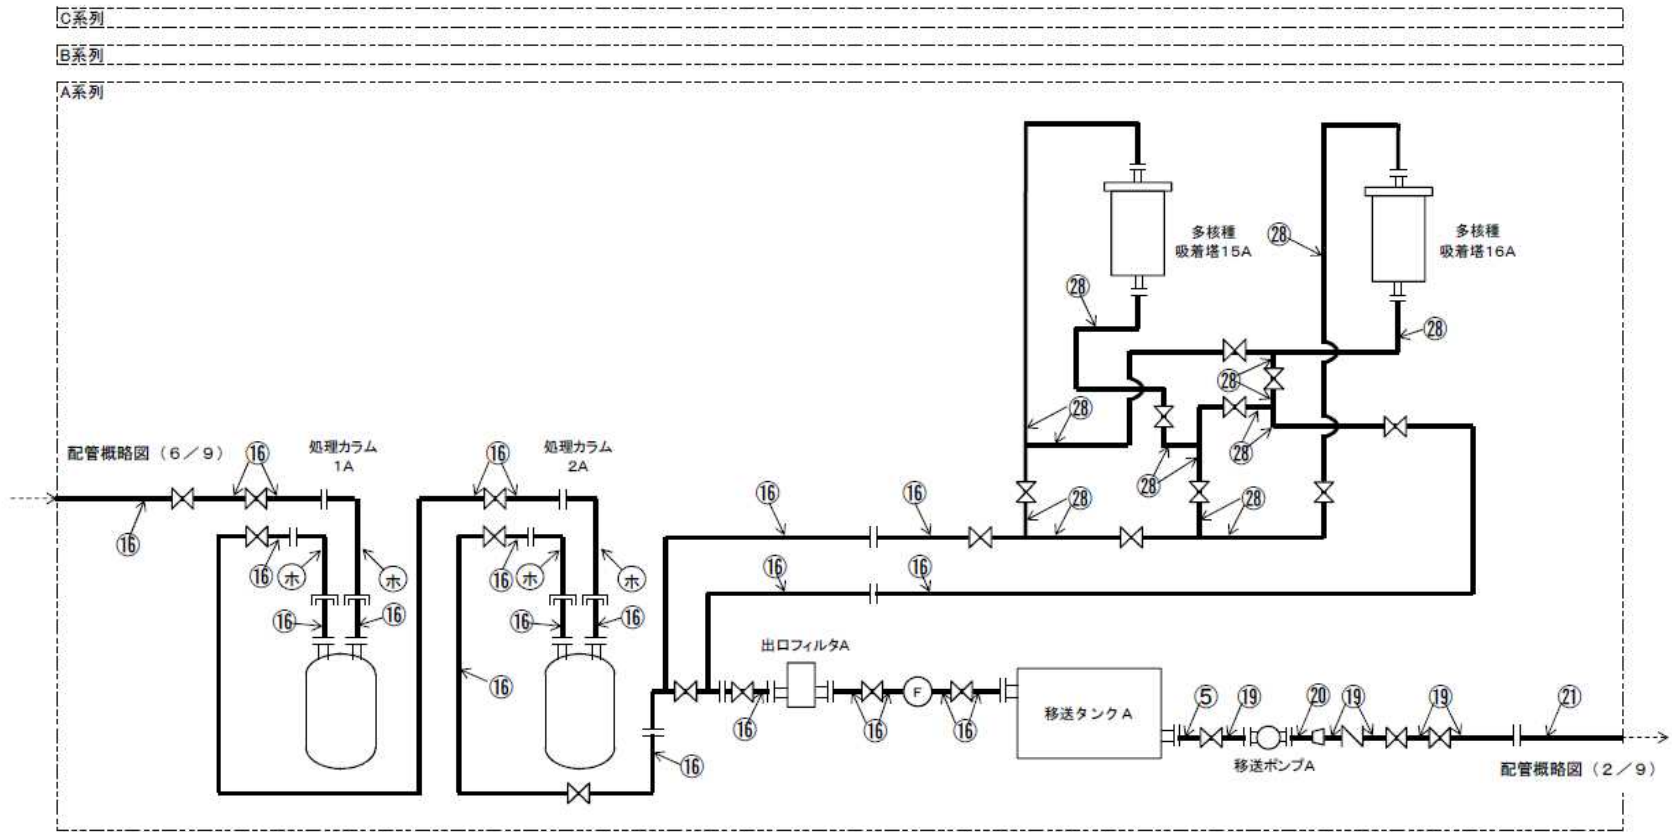 C系列
B系列
A系列
多核種
吸着塔15A
㉘
多核種
吸着塔16A
㉘
㉘
㉘
㉘
㉘
配管概略図（6／9）
⑯
処理カラム
1A
⑯
処理カラム
2A
㉘
㉘
㉘
⑯
⑯
⑯
㉘
㉘
㉘
⑯
ホ
ホ
⑯
ホ
ホ
⑯
⑯
⑯
⑯
⑯
⑯
出口フィルタA
⑯
⑯
⑯
F
⑯
移送タンクA
⑤
⑲
⑳
⑲
⑲
㉑
⑯
移送ポンプA
配管概略図（2／9）